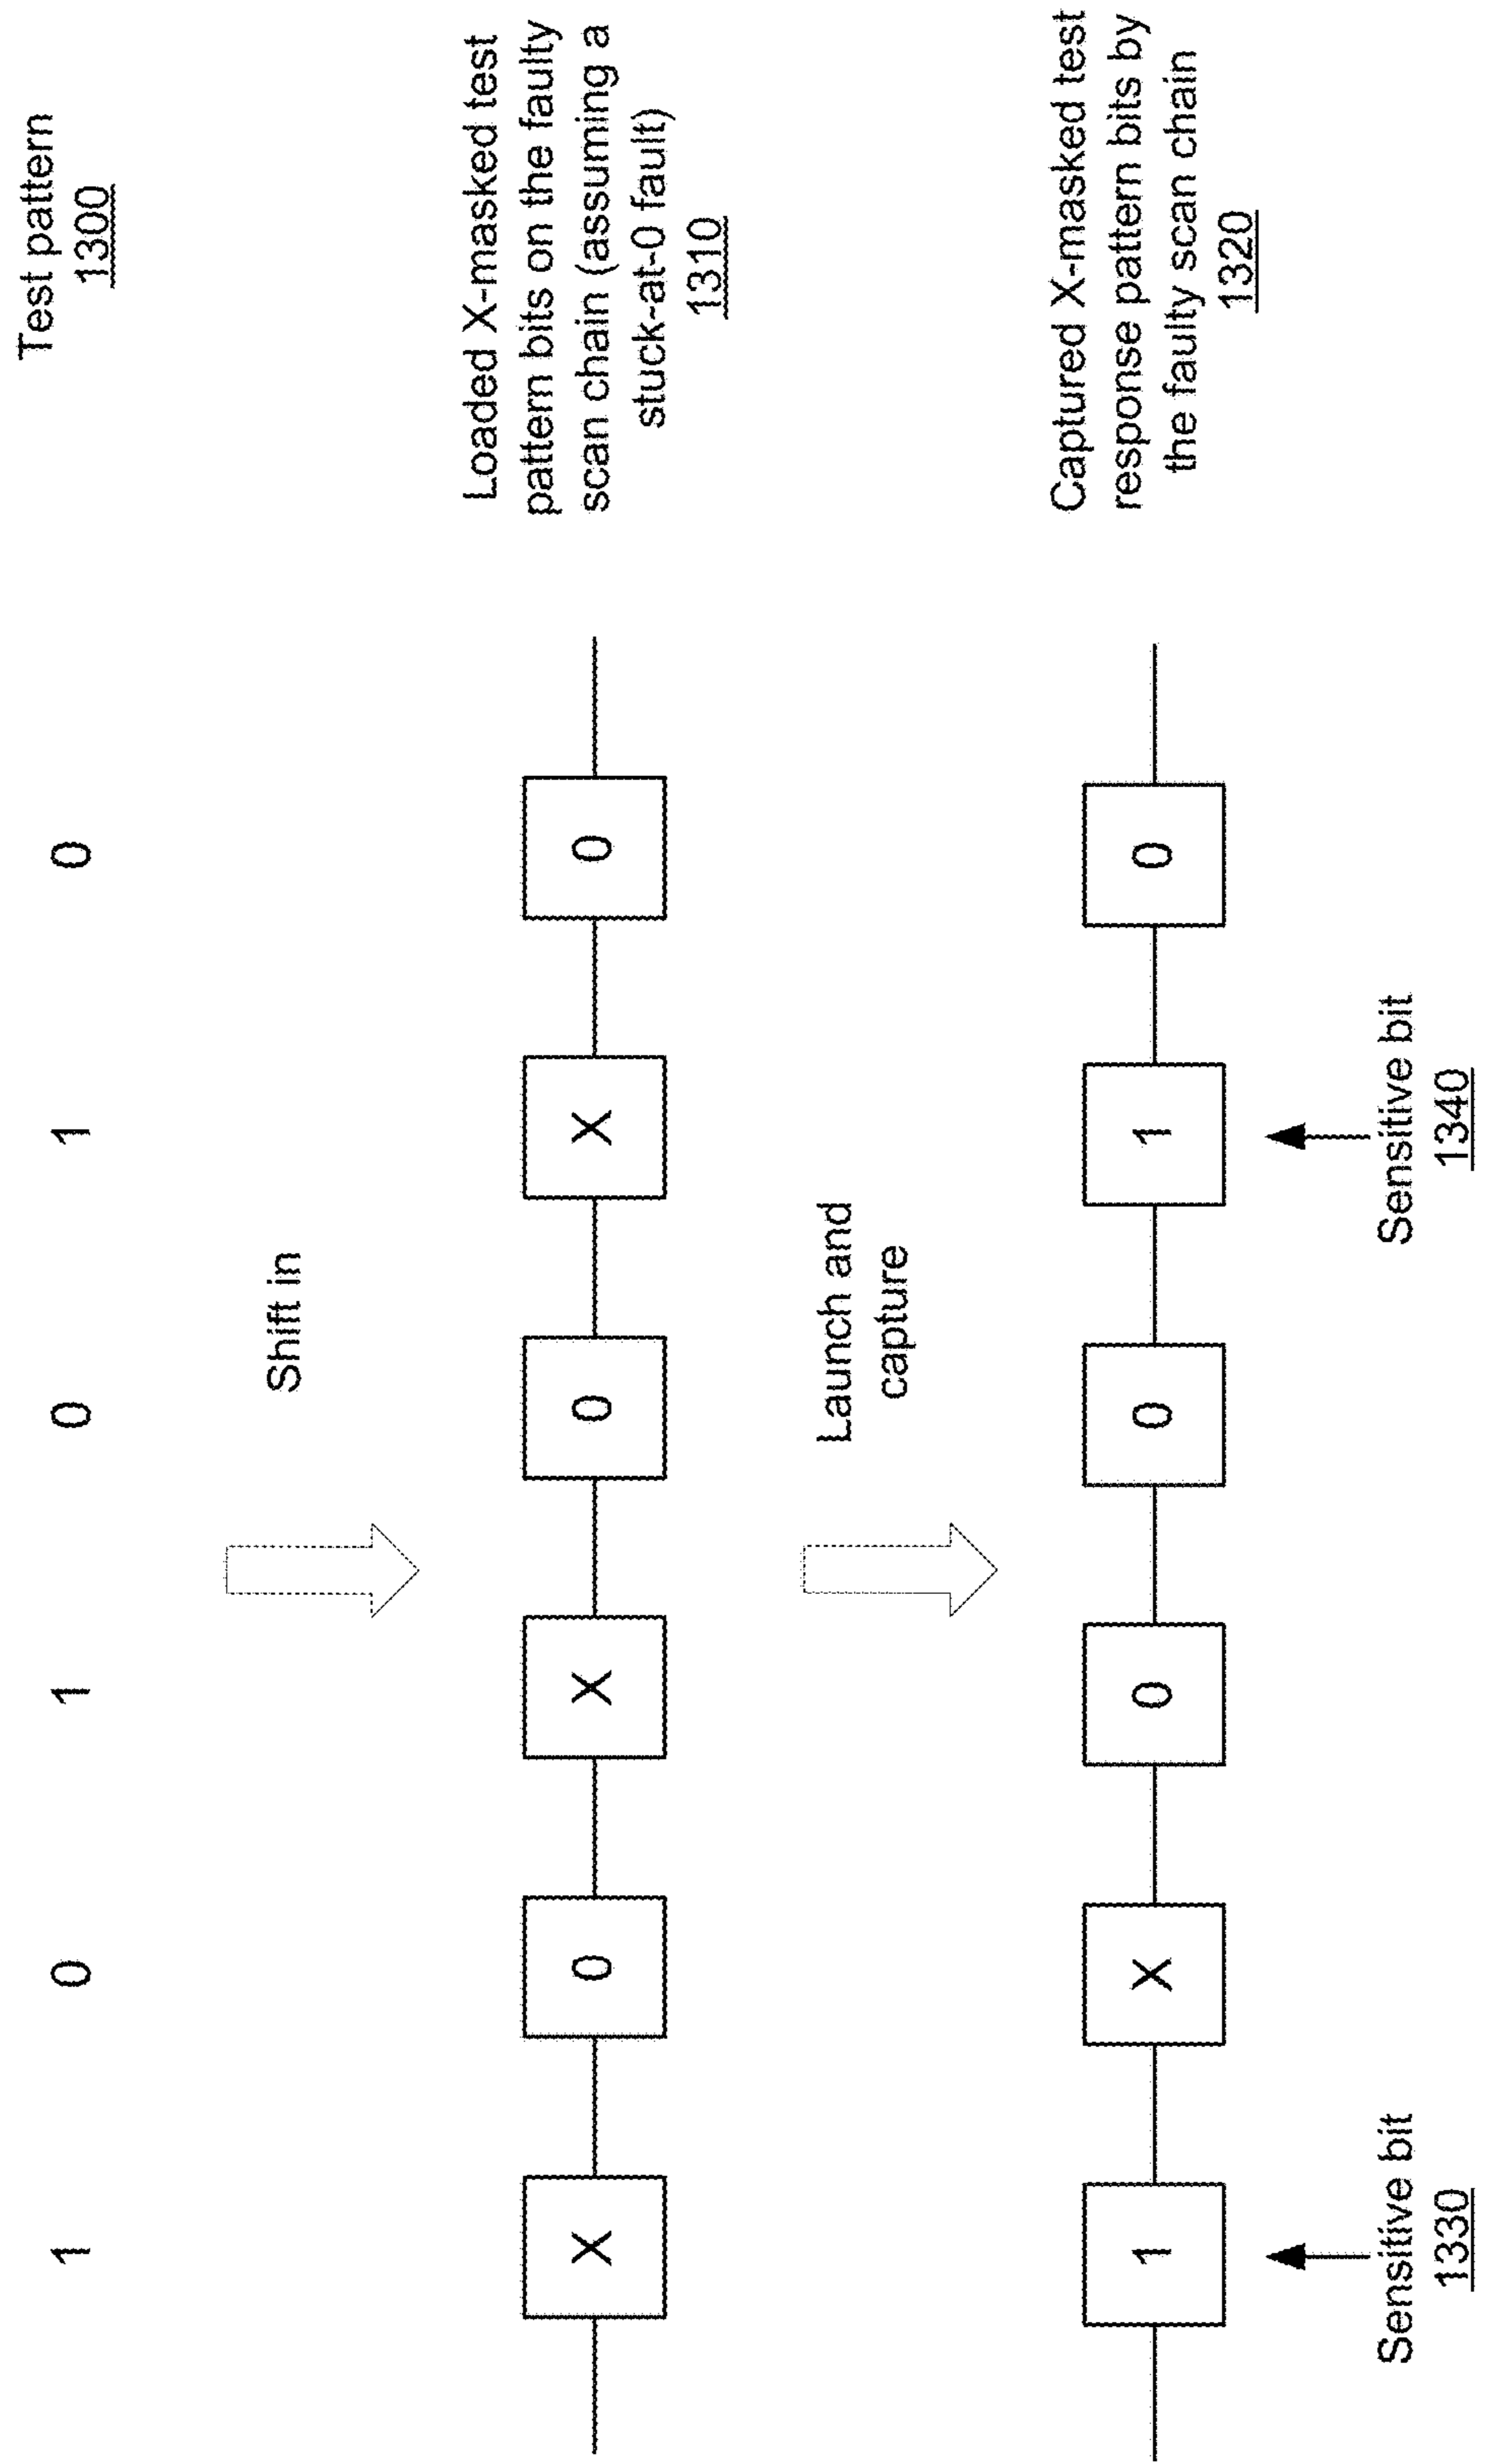 1 0 1 0 1 0
Test pattern
1300
Shift in
X 0 X 0 X 0
Loaded X-masked test
pattern bits on the faulty
scan chain (assuming a
stuck-at-0 fault)
1310
Launch and
capture
1 X 0 0 1 0
Captured X-masked test
response pattern bits by
the faulty scan chain
1320
Sensitive bit
1330
Sensitive bit
1340